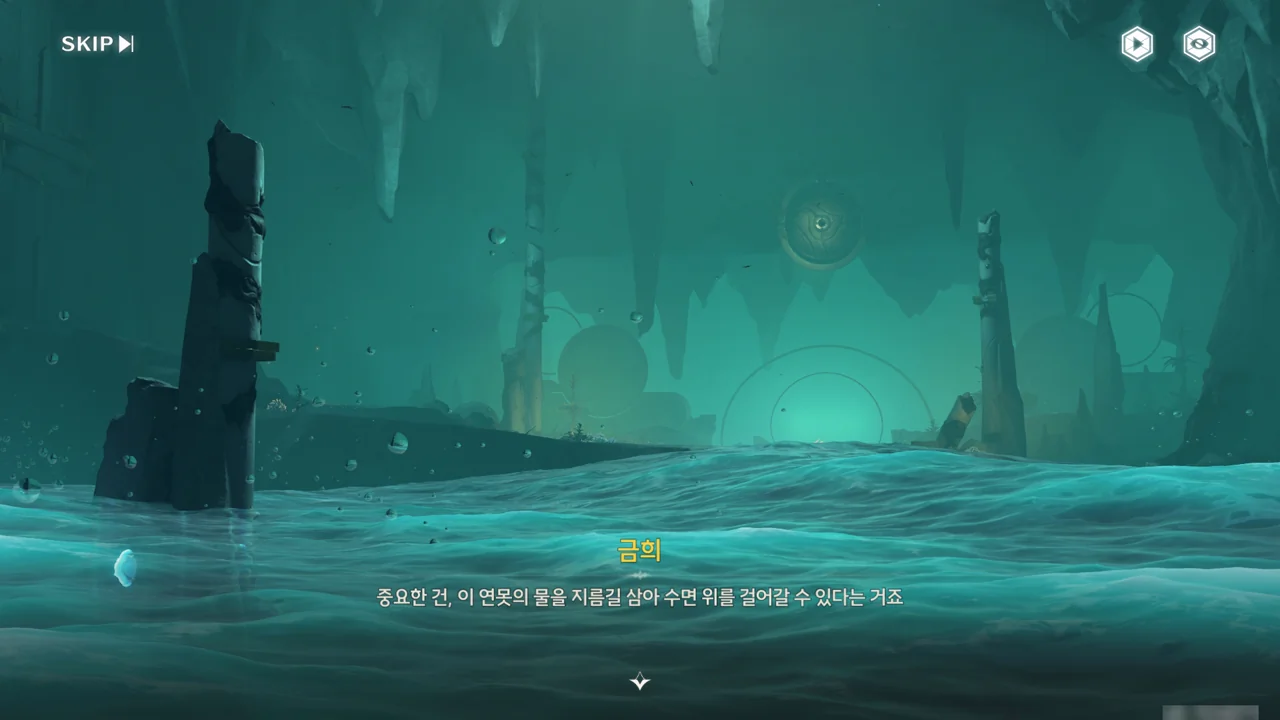 SKIP
금희
중요한 건, 이 연못의 물을 지름길 삼아 수면 위를 걸어갈 수 있다는 거죠